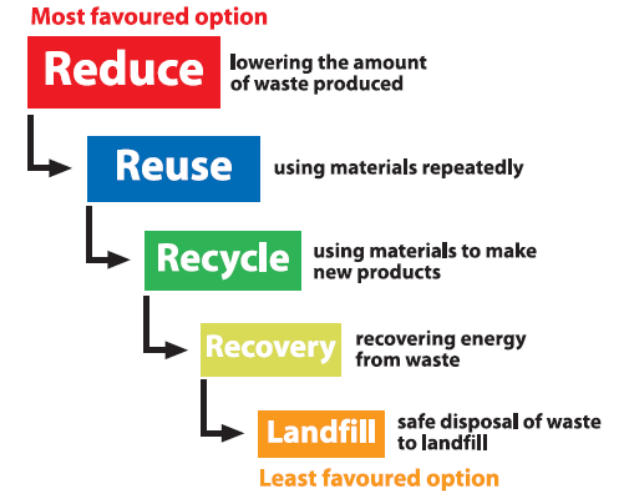 Most favoured option
Reduce
lowering the amount
of waste produced
Reuse
using materials repeatedly
Recycle
using materials to make
new products
Recovery
recovering energy
from waste
Landfill
safe disposal of waste
to landfill
Least favoured option